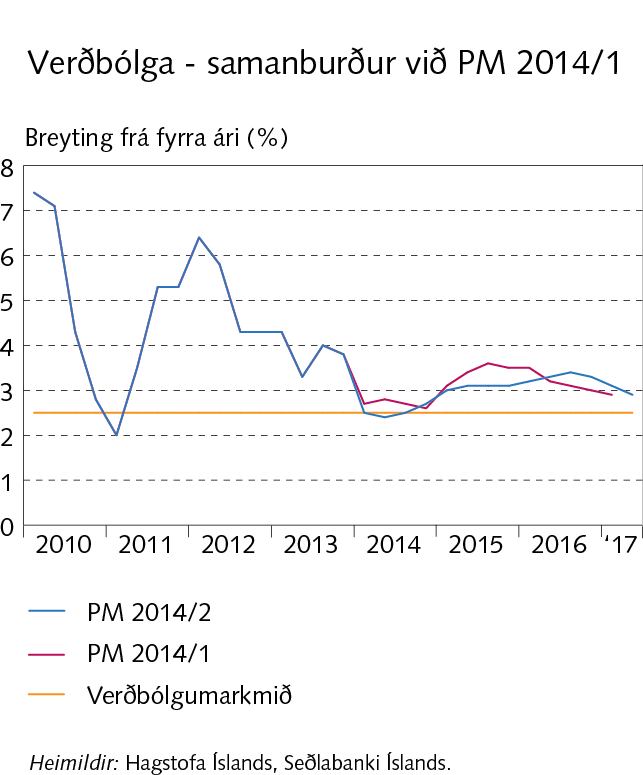 Verðbólga - samanburður við PM 2014/1
Breyting frá fyrra ári (%)
8
7
6
5
4
3
2
1
0
2010 2011 2012 2013 2014 2015 2016 ‘17
PM 2014/2
PM 2014/1
Verðbólgumarkmið
Heimildir: Hagstofa Íslands, Seðlabanki Íslands.